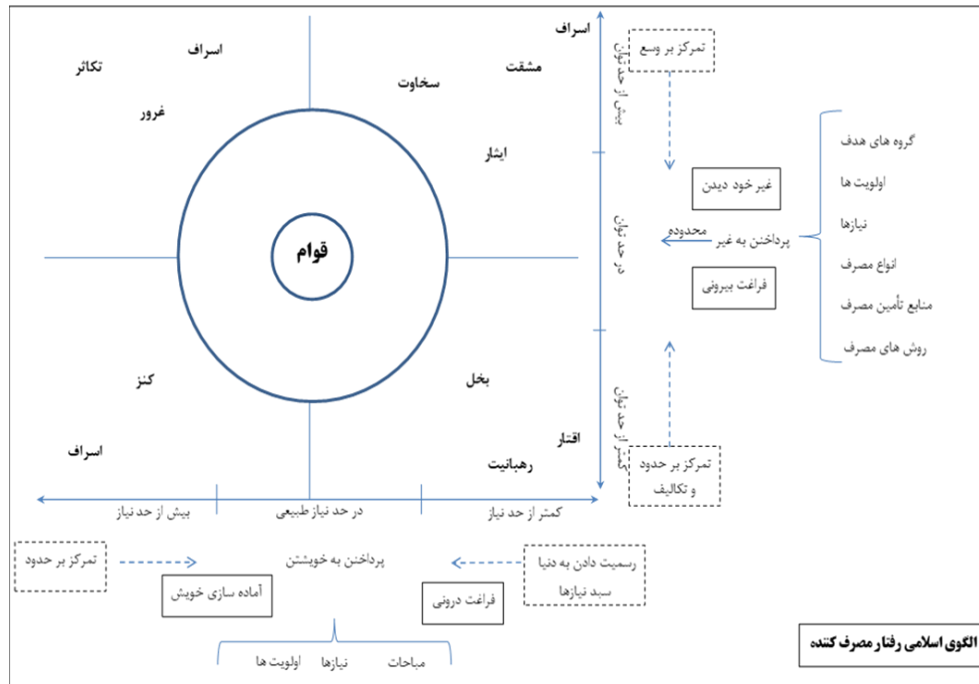 اسراف
اسراف
تکاثر
مشقت
سخاوت
غرور
ایثار
قوام
کنز
بخل
اسراف
اقتار
رهبانیت
بیش از حد توان
در حد توان
کمتر از حد توان
تمرکز بر وسع
غیر خود دیدن
پرداختن به غیر
محدوده
فراغت بیرونی
تمرکز بر حدود
و تکالیف
گروه های هدف
اولویت ها
نیازها
انواع مصرف
منابع تأمین مصرف
روش های مصرف
کمتر از حد نیاز
در حد نیاز طبیعی
بیش از حد نیاز
رسمیت دادن به دنیا
سبد نیازها
پرداختن به خویشتن
تمرکز بر حدود
فراغت درونی
آماده سازی خویش
مباحات
نیازها
اولویت ها
الگوی اسلامی رفتار مصرف کننده